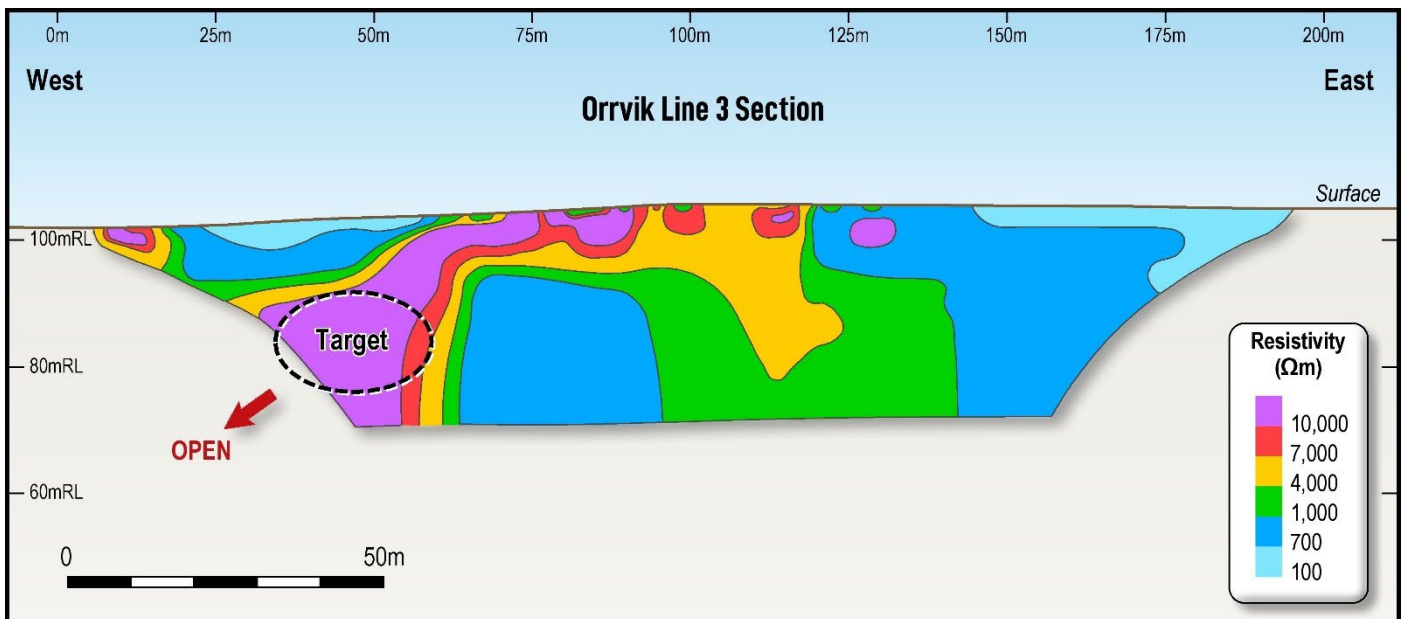 0m 25m 50m 75m 100m 125m 150m 175m 200m
West East
Orrvik Line 3 Section
Surface
100mRL
Target
80mRL
OPEN
60mRL
0 50m
Resistivity
(Ωm)
10,000
7,000
4,000
1,000
700
100